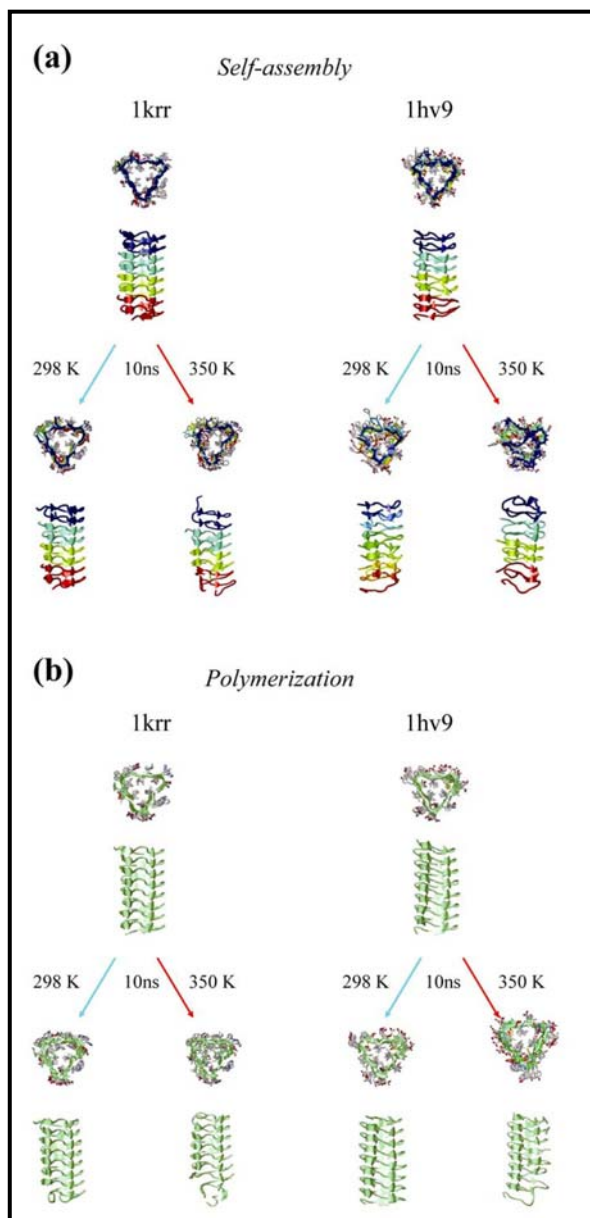 (a)
Self-assembly
1krr 1hv9
298 K 10ns 350 K 298 K 10ns 350 K
(b)
Polymerization
1krr 1hv9
298 K 10ns 350 K 298 K 10ns 350 K